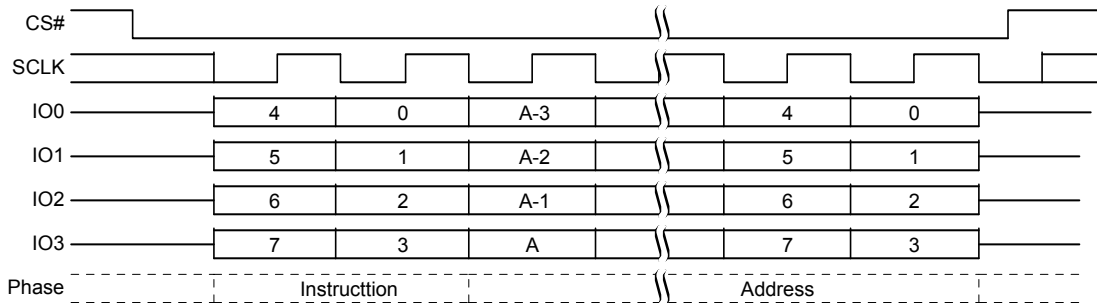 CS#
SCLK
IO0 4 0 A-3 4 0
IO1 5 1 A-2 5 1
IO2 6 2 A-1 6 2
IO3 7 3 A 7 3
Phase Instructtion Address